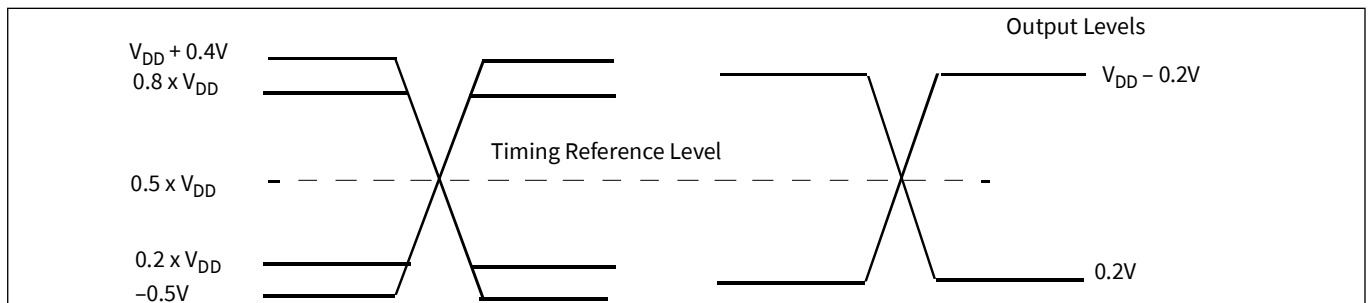 Output Levels
V_DD + 0.4V
0.8 x V_DD
V_DD – 0.2V
Timing Reference Level
0.5 x V_DD
0.2 x V_DD
0.2V
–0.5V